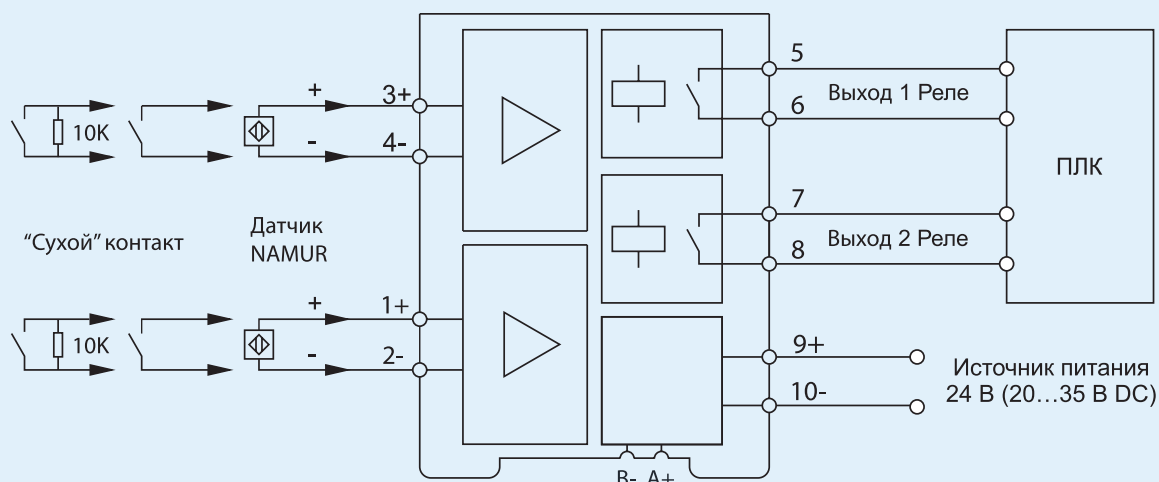 5
Выход 1 Реле
6
+
3+
10K
-
4-
ПЛК
7
Выход 2 Реле
8
“Сухой” контакт
Датчик
NAMUR
+
1+
10K
-
2-
9+
10-
Источник питания
24 В (20…35 В DC)
B- A+